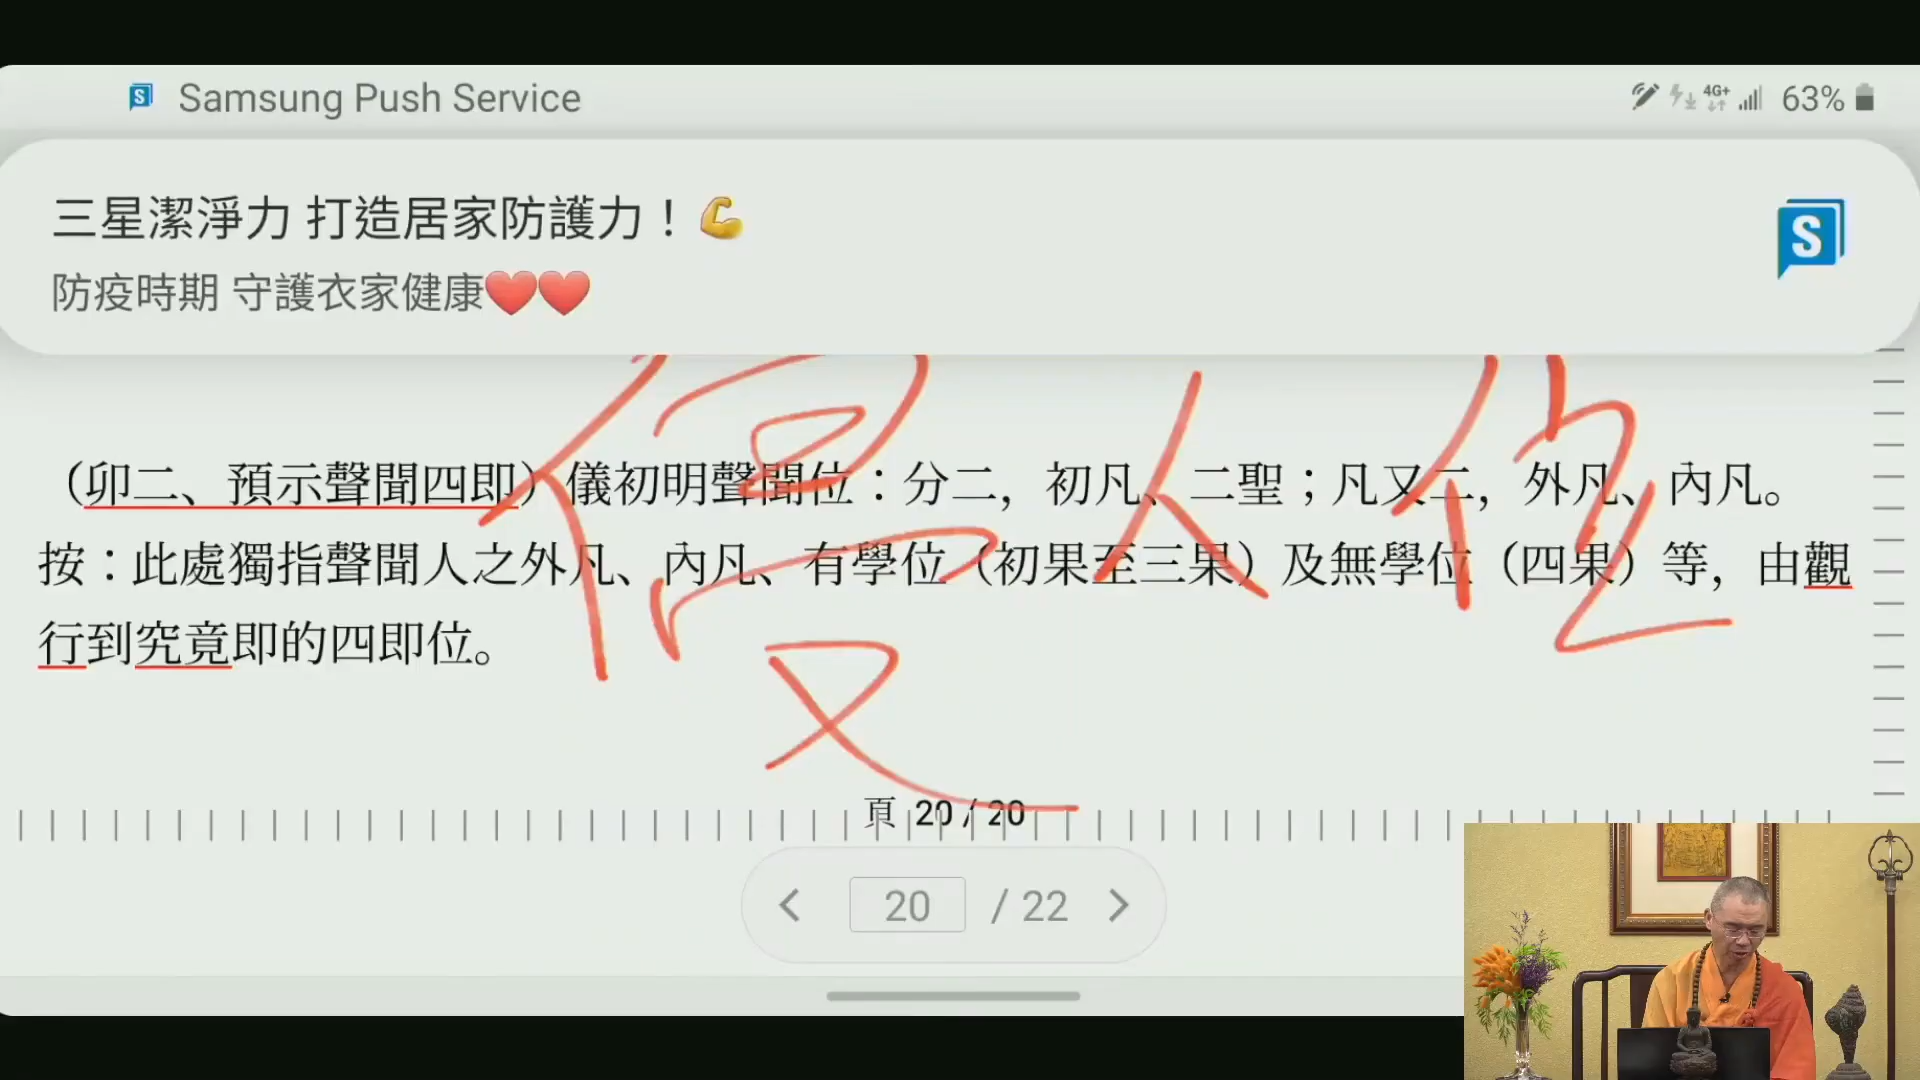 Samsung Push Service
4G+ 63%
三星潔淨力 打造居家防護力！💪
防疫時期 守護衣家健康❤️❤️
（卯二、預示聲聞四即）儀初明聲聞位：分二，初凡、二聖；凡又二，外凡、內凡。
按：此處獨指聲聞人之外凡、內凡、有學位（初果至三果）及無學位（四果）等，由觀
行到究竟即的四即位。
頁 20 / 20
20 / 22